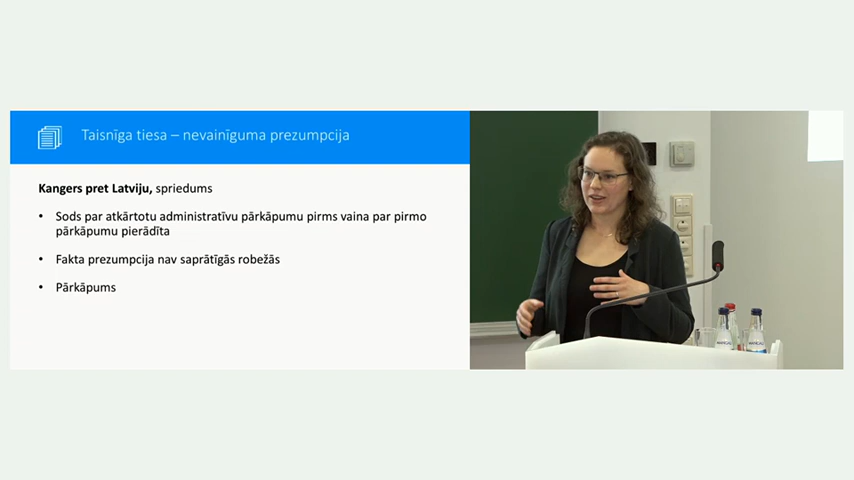 Taisnīga tiesa – nevainīguma prezumpcija
Kangers pret Latviju, spriedums
• Sods par atkārtotu administratīvu pārkāpumu pirms vaina par pirmo
pārkāpumu pierādīta
• Fakta prezumpcija nav saprātīgās robežās
• Pārkāpums